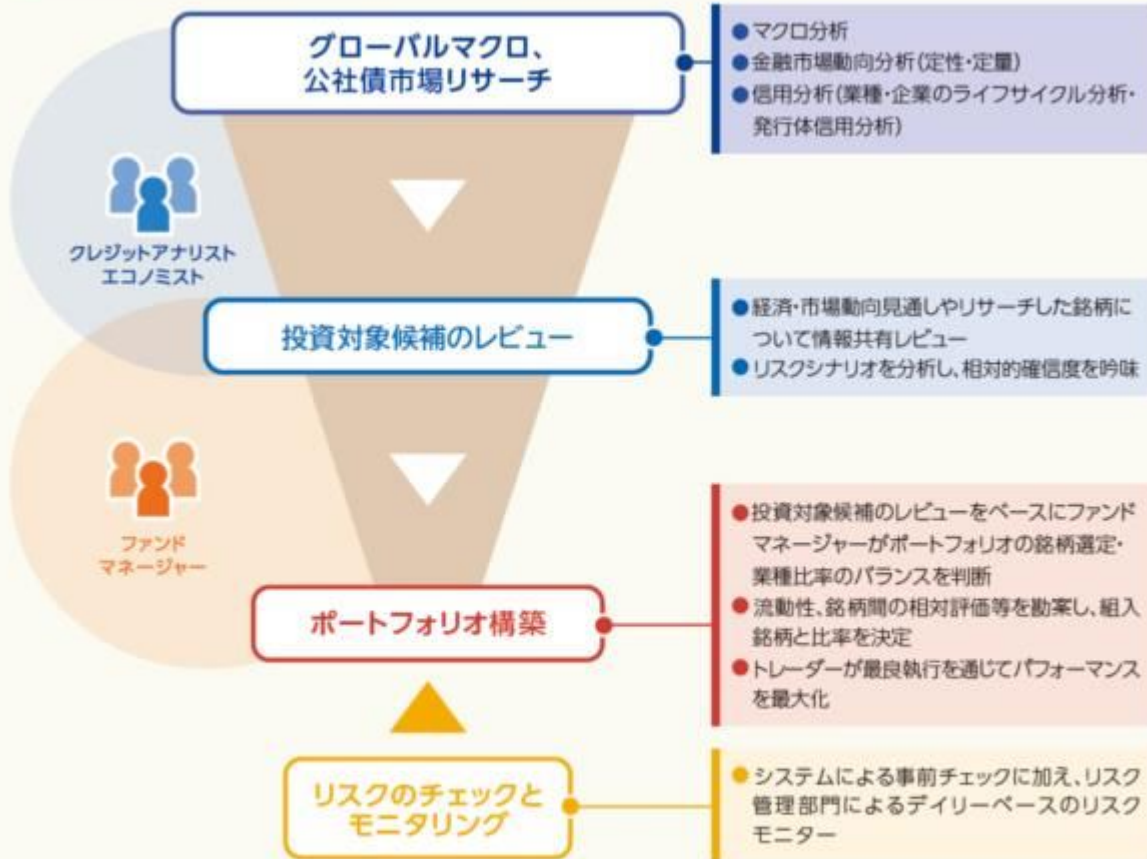 グローバルマクロ、
公社債市場リサーチ
●マクロ分析
●金融市場動向分析(定性・定量)
●信用分析(業種・企業のライフサイクル分析・
発行体信用分析)
クレジットアナリスト
エコノミスト
投資対象候補のレビュー
●経済・市場動向見通しやリサーチした銘柄に
ついて情報共有レビュー
●リスクシナリオを分析し、相対的確信度を吟味
ファンド
マネージャー
ポートフォリオ構築
●投資対象候補のレビューをベースにファンド
マネージャーがポートフォリオの銘柄選定・
業種比率のバランスを判断
●流動性、銘柄間の相対評価等を勘案し、組入
銘柄と比率を決定
●トレーダーが最良執行を通じてパフォーマンス
を最大化
リスクのチェックと
モニタリング
●システムによる事前チェックに加え、リスク
管理部門によるデイリーベースのリスク
モニター